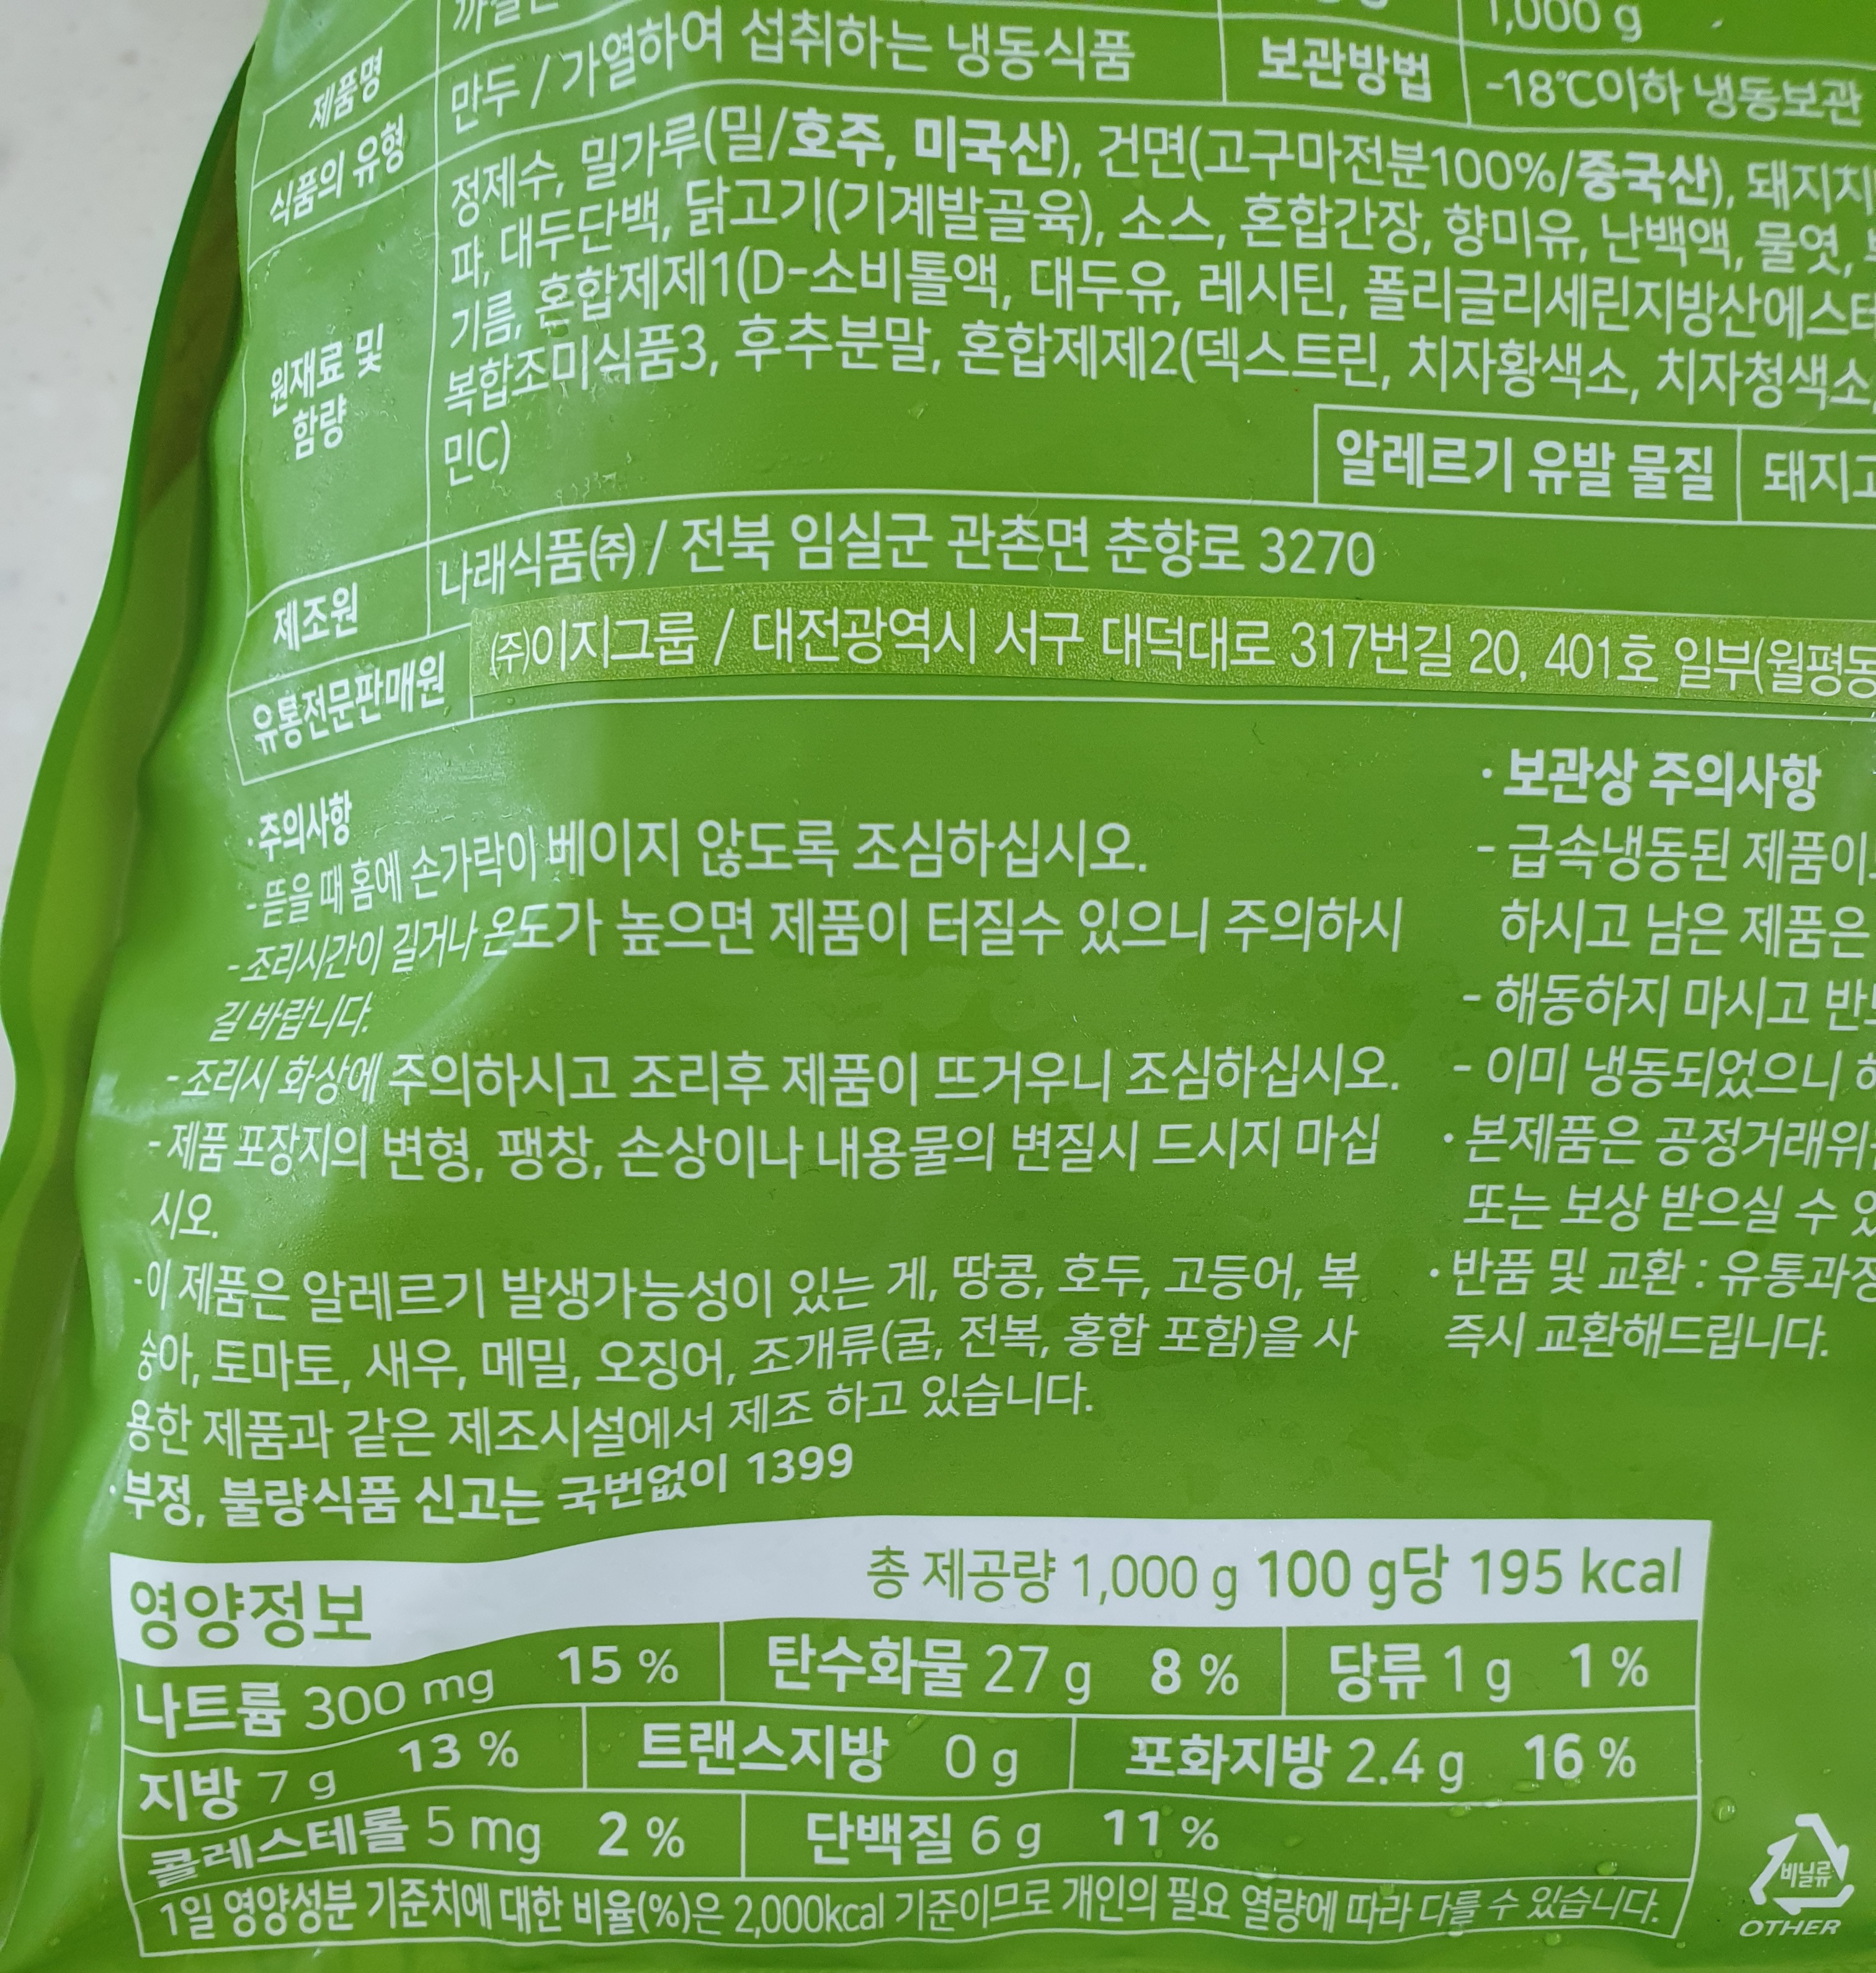 제품명
1,000 g
식품의 유형 만두 / 가열하여 섭취하는 냉동식품 보관방법 -18℃이하 냉동보관
원재료 및 함량
정제수, 밀가루(밀/호주, 미국산), 건면(고구마전분100%/중국산),
파, 대두단백, 닭고기(기계발골육), 소스, 혼합간장, 향미유, 난백액, 물엿,
기름, 혼합제제1(D-소비톨액, 대두유, 레시틴, 폴리글리세린지방산에스테
복합조미식품3, 후추분말, 혼합제제2(덱스트린, 치자황색소, 치자청색소,
민C)
알레르기 유발 물질 돼지고
제조원 나래식품(주) / 전북 임실군 관촌면 춘향로 3270
유통전문판매원 (주)이지그룹 / 대전광역시 서구 대덕대로 317번길 20, 401호 일부(월평동
· 주의사항
- 뜯을 때 홈에 손가락이 베이지 않도록 조심하십시오.
- 조리시간이 길거나 온도가 높으면 제품이 터질수 있으니 주의하시
길 바랍니다.
- 조리시 화상에 주의하시고 조리후 제품이 뜨거우니 조심하십시오.
- 제품 포장지의 변형, 팽창, 손상이나 내용물의 변질시 드시지 마십
시오.
- 이 제품은 알레르기 발생가능성이 있는 게, 땅콩, 호두, 고등어, 복
숭아, 토마토, 새우, 메밀, 오징어, 조개류(굴, 전복, 홍합 포함)을 사
용한 제품과 같은 제조시설에서 제조 하고 있습니다.
· 부정, 불량식품 신고는 국번없이 1399
· 보관상 주의사항
- 급속냉동된 제품이
하시고 남은 제품은
- 해동하지 마시고
- 이미 냉동되었으니
· 본제품은 공정거래위
또는 보상 받으실 수
· 반품 및 교환 : 유통과정
즉시 교환해드립니다.
영양정보 총 제공량 1,000 g 100 g당 195 kcal
나트륨 300 mg 15 % 탄수화물 27 g 8 % 당류 1 g 1 %
지방 7 g 13 % 트랜스지방 0 g 포화지방 2.4 g 16 %
콜레스테롤 5 mg 2 % 단백질 6 g 11 %
1일 영양성분 기준치에 대한 비율(%)은 2,000kcal 기준이므로 개인의 필요 열량에 따라 다를 수 있습니다.
비닐류
OTHER